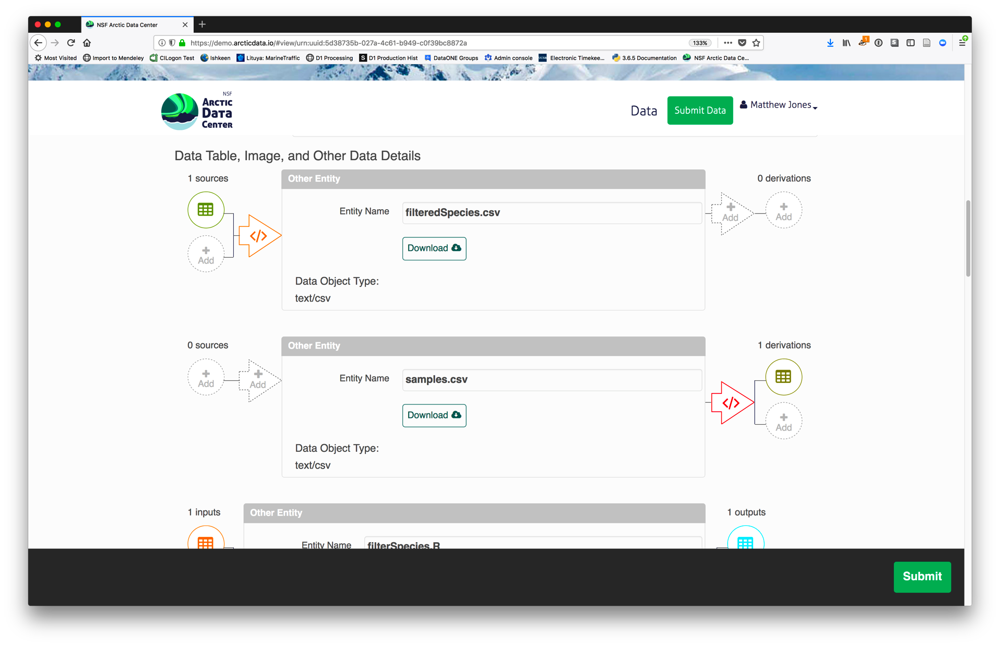 NSF Arctic Data Center
https://demo.arcticdata.io/#view/urn:uuid:5d38735b-027a-4c61-b949-c0f39bc8872a
133%
1
S
Most Visited
Import to Mendeley
CILogon Test
Ishkeen
Lituya: MarineTraffic
D1 Processing
S
D1 Production Hist
DataONE Groups
Admin console
UCSB
Electronic Timekee...
3.6.5 Documentation
NSF Arctic Data Ce...
NSF
Arctic
Data
Center
Data
Submit Data
Matthew Jones
Data Table, Image, and Other Data Details
1 sources
Other Entity
0 derivations
Entity Name
filteredSpecies.csv
Add
Add
</>
Add
Download
Data Object Type:
text/csv
0 sources
Other Entity
1 derivations
Add
Add
Entity Name
samples.csv
</>
Add
Download
Data Object Type:
text/csv
1 inputs
Other Entity
1 outputs
Entity Name
filterSpecies.R
Submit